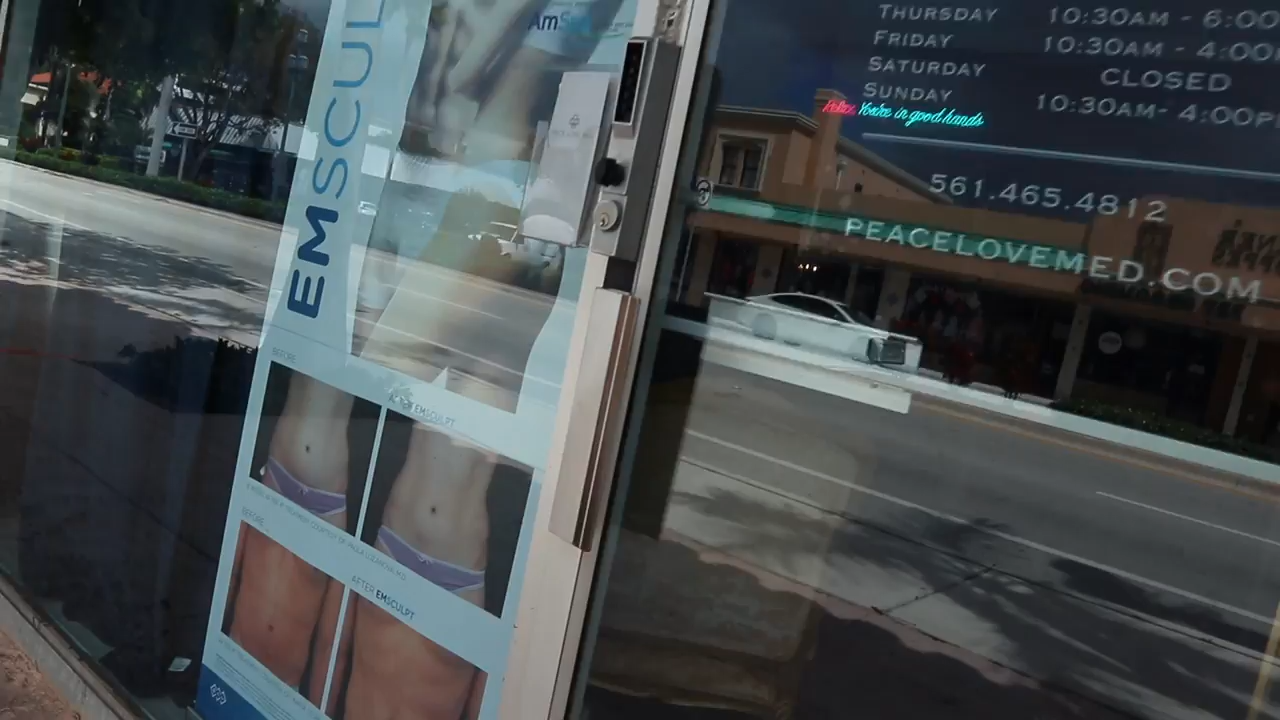 EMSCUL
BEFORE
AFTER EMSCULPT
BEFORE
AFTER EMSCULPT
THURSDAY 10:30AM - 6:00
FRIDAY 10:30AM - 4:00
SATURDAY CLOSED
SUNDAY 10:30AM- 4:00P
Relax, You're in good hands
561.465.4812
PEACELOVEMED.COM